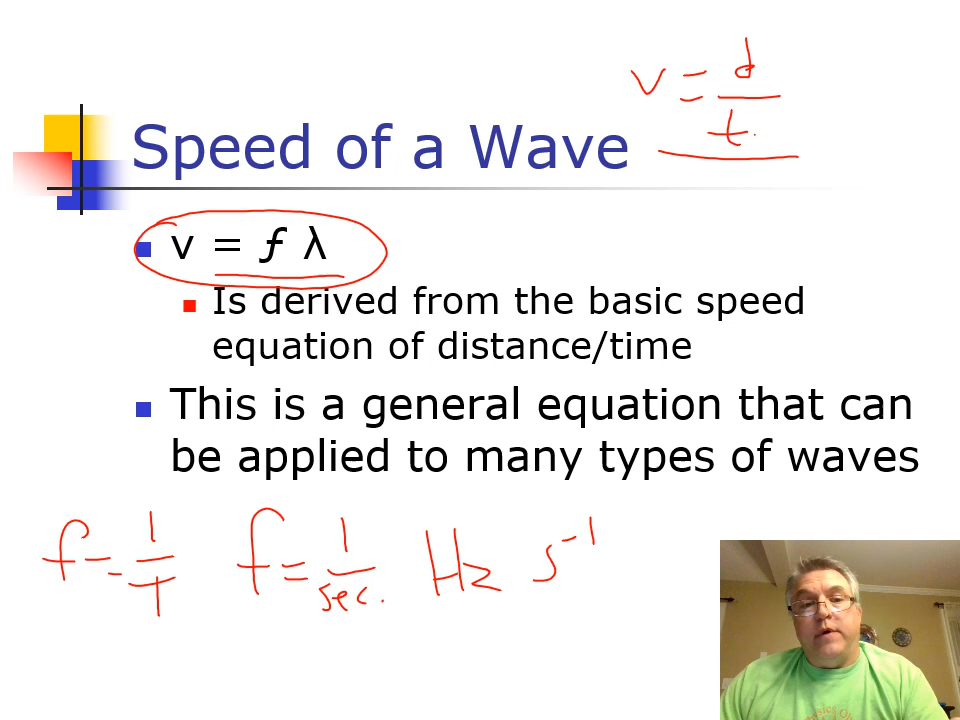 v = d/t
Speed of a Wave
v = ƒ λ
Is derived from the basic speed
equation of distance/time
This is a general equation that can
be applied to many types of waves
f = 1/T f = 1/sec. Hz s⁻¹